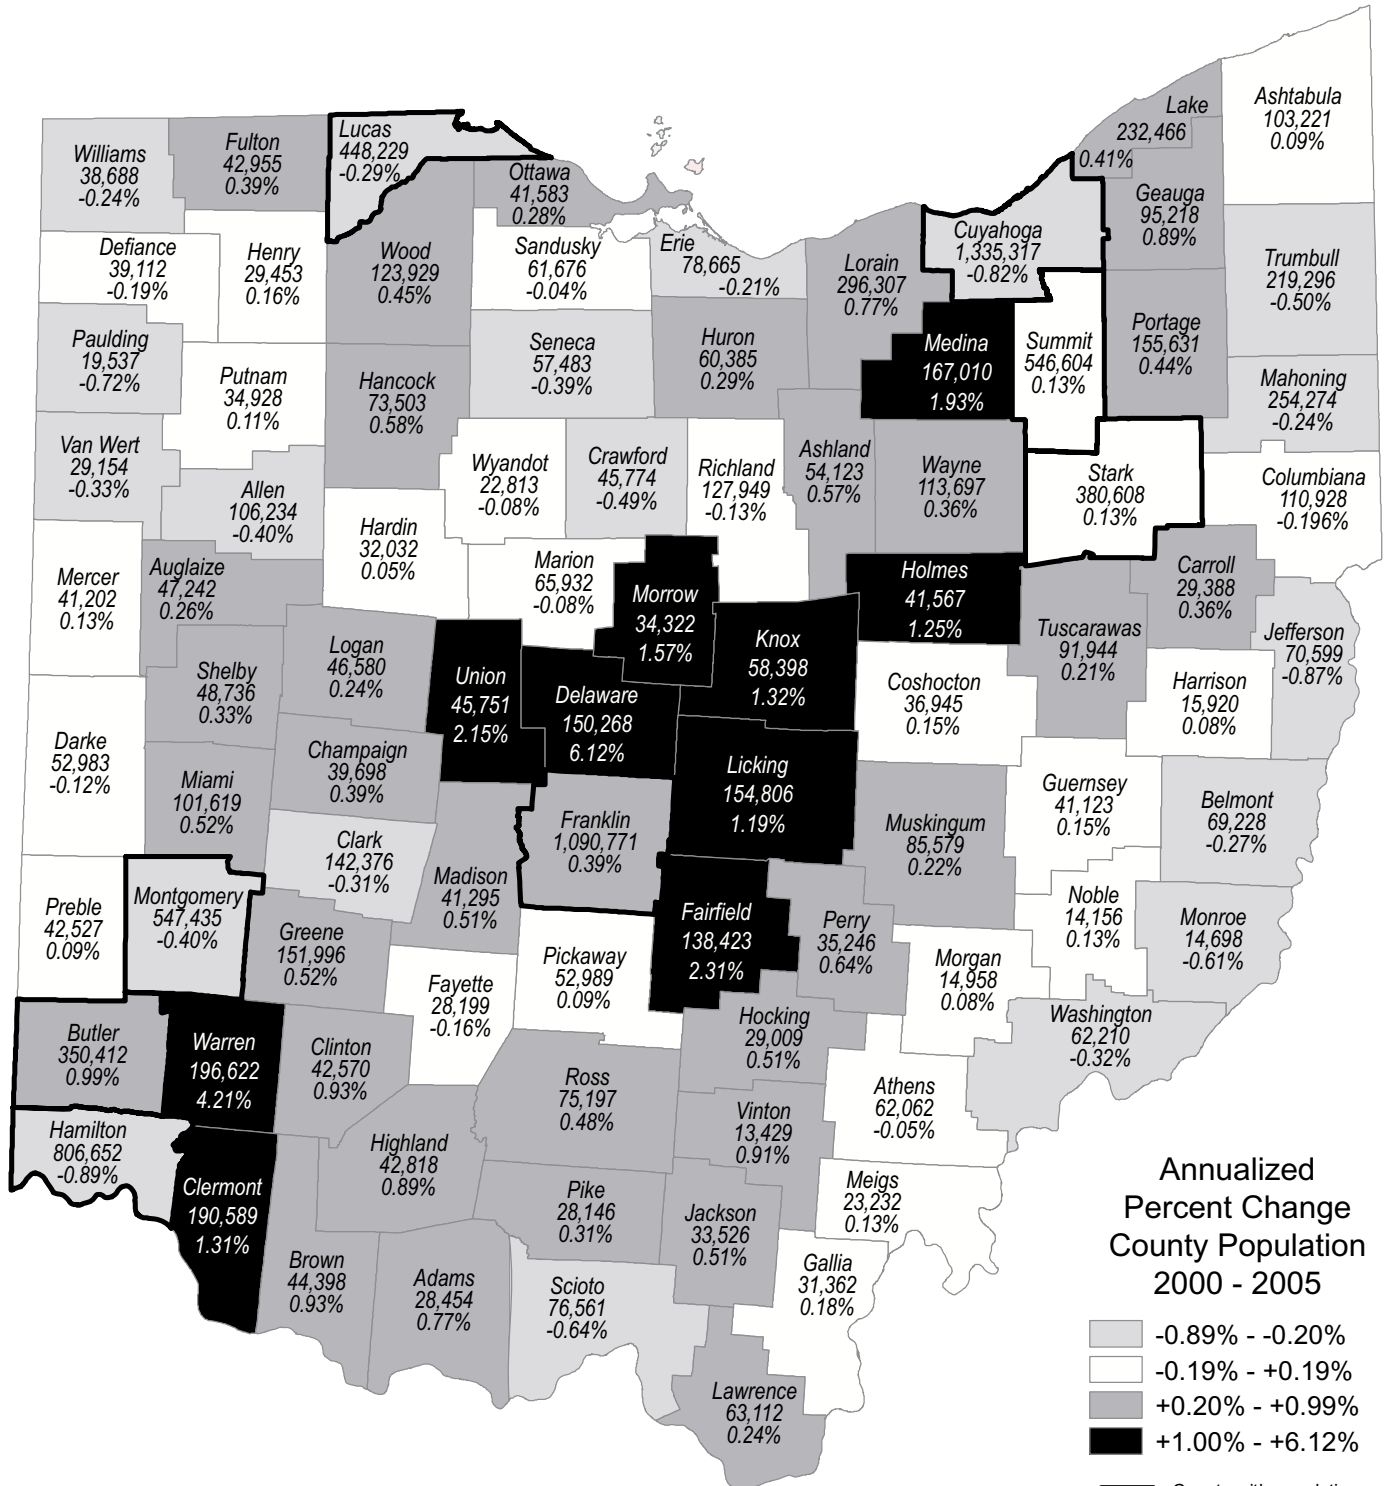 Williams
38,688
-0.24%
Fulton
42,955
0.39%
Lucas
448,229
-0.29%
Ottawa
41,583
0.28%
Lake
232,466
0.41%
Ashtabula
103,221
0.09%
Geauga
95,218
0.89%
Cuyahoga
1,335,317
-0.82%
Defiance
39,112
-0.19%
Henry
29,453
0.16%
Wood
123,929
0.45%
Sandusky
61,676
-0.04%
Erie
78,665
-0.21%
Lorain
296,307
0.77%
Trumbull
219,296
-0.50%
Paulding
19,537
-0.72%
Putnam
34,928
0.11%
Hancock
73,503
0.58%
Seneca
57,483
-0.39%
Huron
60,385
0.29%
Medina
167,010
1.93%
Summit
546,604
0.13%
Portage
155,631
0.44%
Mahoning
254,274
-0.24%
Van Wert
29,154
-0.33%
Allen
106,234
-0.40%
Wyandot
22,813
-0.08%
Crawford
45,774
-0.49%
Richland
127,949
-0.13%
Ashland
54,123
0.57%
Wayne
113,697
0.36%
Stark
380,608
0.13%
Columbiana
110,928
-0.196%
Hardin
32,032
0.05%
Marion
65,932
-0.08%
Mercer
41,202
0.13%
Auglaize
47,242
0.26%
Morrow
34,322
1.57%
Holmes
41,567
1.25%
Carroll
29,388
0.36%
Jefferson
70,599
-0.87%
Shelby
48,736
0.33%
Logan
46,580
0.24%
Union
45,751
2.15%
Delaware
150,268
6.12%
Knox
58,398
1.32%
Coshocton
36,945
0.15%
Tuscarawas
91,944
0.21%
Harrison
15,920
0.08%
Darke
52,983
-0.12%
Miami
101,619
0.52%
Champaign
39,698
0.39%
Licking
154,806
1.19%
Guernsey
41,123
0.15%
Belmont
69,228
-0.27%
Clark
142,376
-0.31%
Franklin
1,090,771
0.39%
Muskingum
85,579
0.22%
Preble
42,527
0.09%
Montgomery
547,435
-0.40%
Greene
151,996
0.52%
Madison
41,295
0.51%
Fairfield
138,423
2.31%
Perry
35,246
0.64%
Noble
14,156
0.13%
Monroe
14,698
-0.61%
Fayette
28,199
-0.16%
Pickaway
52,989
0.09%
Morgan
14,958
0.08%
Hocking
29,009
0.51%
Washington
62,210
-0.32%
Butler
350,412
0.99%
Warren
196,622
4.21%
Clinton
42,570
0.93%
Ross
75,197
0.48%
Athens
62,062
-0.05%
Vinton
13,429
0.91%
Hamilton
806,652
-0.89%
Highland
42,818
0.89%
Clermont
190,589
1.31%
Pike
28,146
0.31%
Jackson
33,526
0.51%
Meigs
23,232
0.13%
Brown
44,398
0.93%
Adams
28,454
0.77%
Scioto
76,561
-0.64%
Gallia
31,362
0.18%
Lawrence
63,112
0.24%
Annualized
Percent Change
County Population
2000 - 2005
-0.89% - -0.20%
-0.19% - +0.19%
+0.20% - +0.99%
+1.00% - +6.12%